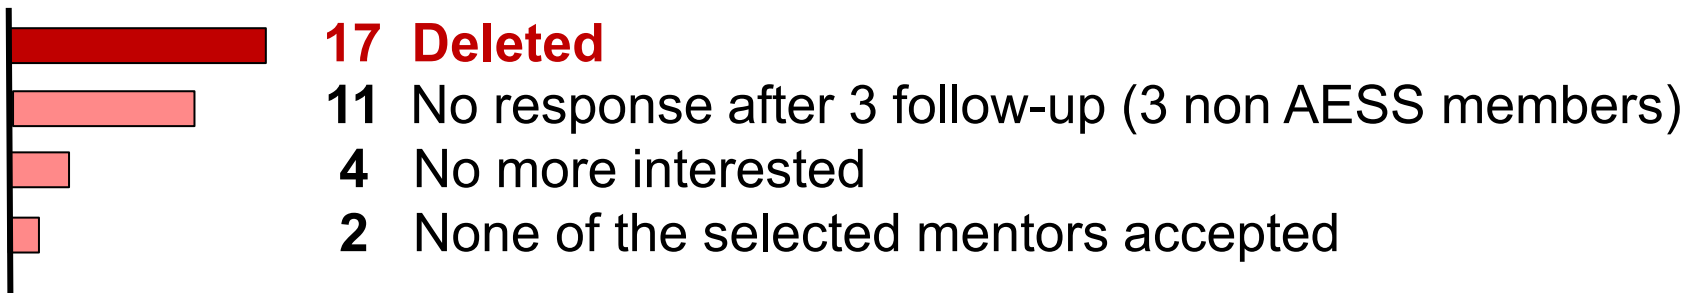 17 Deleted
11 No response after 3 follow-up (3 non AESS members)
4 No more interested
2 None of the selected mentors accepted